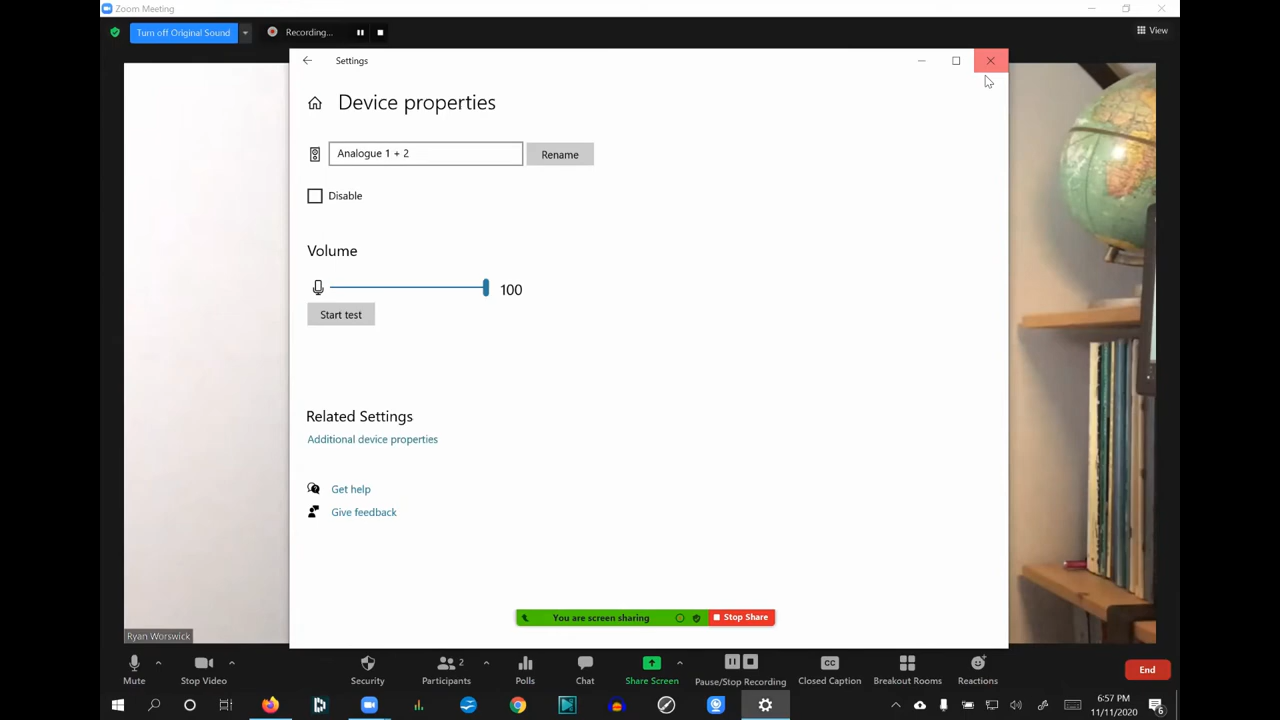 Zoom Meeting
Turn off Original Sound
Recording...
View
Settings
Device properties
Analogue 1 + 2
Rename
Disable
Volume
100
Start test
Related Settings
Additional device properties
Get help
Give feedback
You are screen sharing
Stop Share
Ryan Worswick
Mute
Stop Video
Security
2
Participants
Polls
Chat
Share Screen
Pause/Stop Recording
CC
Closed Caption
Breakout Rooms
Reactions
End
6:57 PM
11/11/2020
6